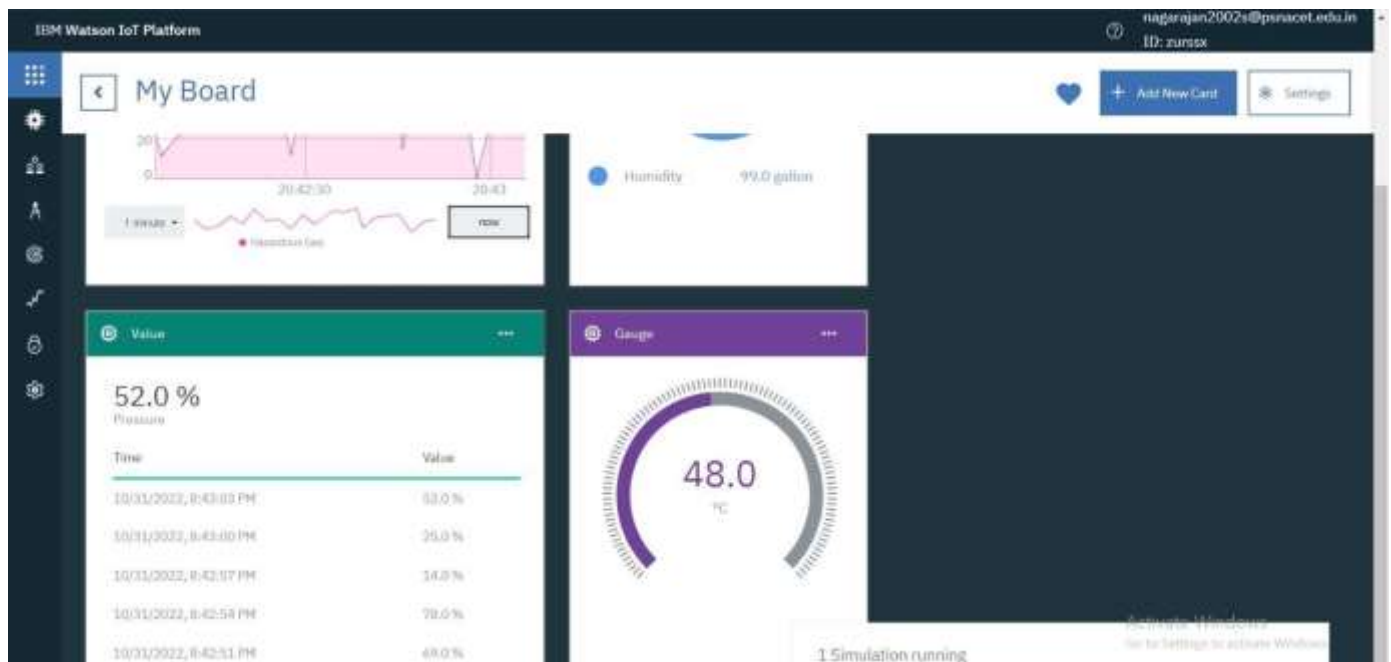 IBM Watson IoT Platform
nagarajan2002s@psnacet.edu.in
ID: zurssx
My Board
Add New Card
Settings
20
0
20:42:30
20:43
1 minute
now
Hazardous Gas
Humidity
99.0 gallon
Value
52.0 %
Pressure
Time Value
10/31/2022, 8:43:03 PM 52.0 %
10/31/2022, 8:43:00 PM 25.0 %
10/31/2022, 8:42:57 PM 14.0 %
10/31/2022, 8:42:54 PM 78.0 %
10/31/2022, 8:42:51 PM 69.0 %
Gauge
48.0
°C
1 Simulation running
Activate Windows
Go to Settings to activate Windows.